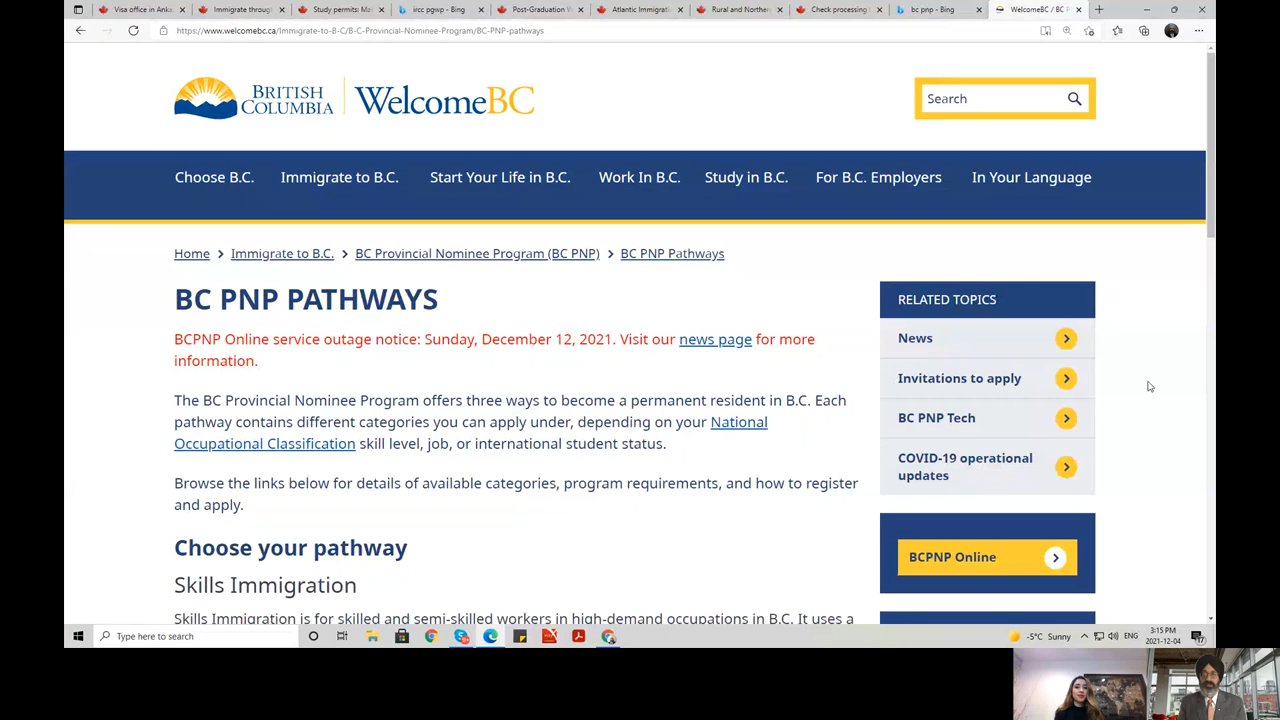 Visa office in Anka
Immigrate throug
Study permits: Ma
ircc pgwp - Bing
Post-Graduation W
Atlantic Immigrati
Rural and Northern
Check processing
bc pnp - Bing
WelcomeBC / BC P
https://www.welcomebc.ca/Immigrate-to-B-C/B-C-Provincial-Nominee-Program/BC-PNP-pathways
BRITISH
COLUMBIA
WelcomeBC
Search
Choose B.C.
Immigrate to B.C.
Start Your Life in B.C.
Work In B.C.
Study in B.C.
For B.C. Employers
In Your Language
Home > Immigrate to B.C. > BC Provincial Nominee Program (BC PNP) > BC PNP Pathways
BC PNP PATHWAYS
BCPNP Online service outage notice: Sunday, December 12, 2021. Visit our news page for more
information.
The BC Provincial Nominee Program offers three ways to become a permanent resident in B.C. Each
pathway contains different categories you can apply under, depending on your National
Occupational Classification skill level, job, or international student status.
Browse the links below for details of available categories, program requirements, and how to register
and apply.
Choose your pathway
Skills Immigration
Skills Immigration is for skilled and semi-skilled workers in high-demand occupations in B.C. It uses a
RELATED TOPICS
News
Invitations to apply
BC PNP Tech
COVID-19 operational
updates
BCPNP Online
Type here to search
-5°C Sunny
ENG
3:15 PM
2021-12-04